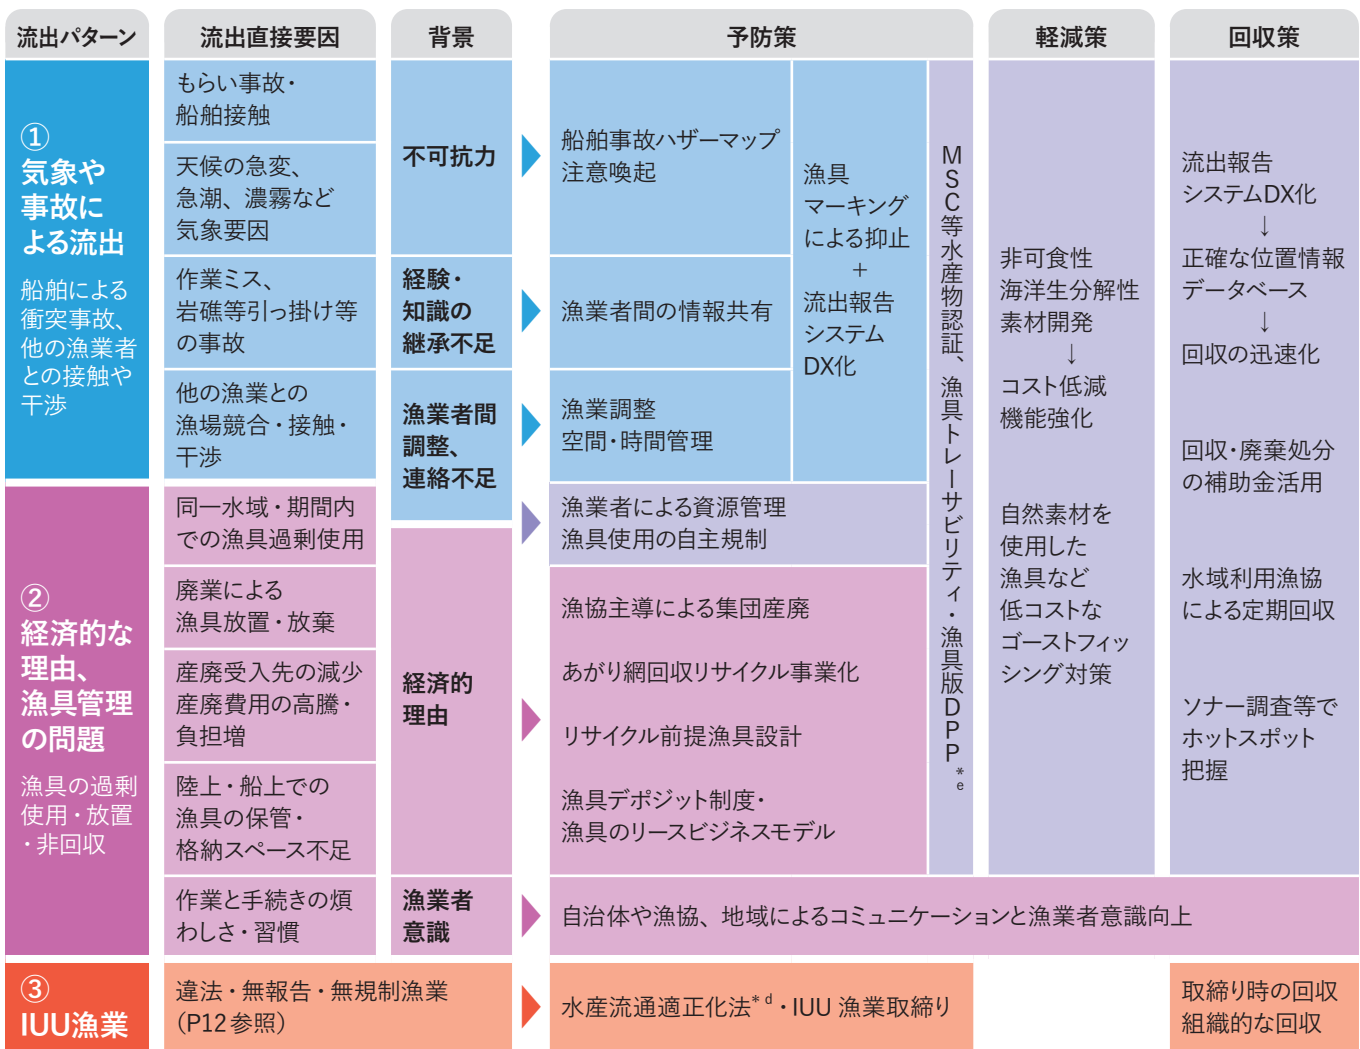 流出パターン
流出直接要因
背景
予防策
軽減策
回収策
①
気象や
事故に
よる流出
船舶による
衝突事故、
他の漁業者
との接触や
干渉
もらい事故・
船舶接触
天候の急変、
急潮、濃霧など
気象要因
作業ミス、
岩礁等引っ掛け等
の事故
他の漁業との
漁場競合・接触・
干渉
不可抗力
経験・
知識の
継承不足
漁業者間
調整、
連絡不足
船舶事故ハザーマップ
注意喚起
漁業者間の情報共有
漁業調整
空間・時間管理
漁具
マーキング
による抑止
+
流出報告
システム
DX化
MSC等水産物認証、漁具トレーサビリティ・漁具版DPP*e
非可食性
海洋生分解性
素材開発
↓
コスト低減
機能強化
自然素材を
使用した
漁具など
低コストな
ゴーストフィッ
シング対策
流出報告
システムDX化
↓
正確な位置情報
データベース
↓
回収の迅速化
回収・廃棄処分
の補助金活用
水域利用漁協
による定期回収
ソナー調査等で
ホットスポット
把握
②
経済的な
理由、
漁具管理
の問題
漁具の過剰
使用・放置
・非回収
同一水域・期間内
での漁具過剰使用
廃業による
漁具放置・放棄
産廃受入先の減少
産廃費用の高騰・
負担増
陸上・船上での
漁具の保管・
格納スペース不足
作業と手続きの煩
わしさ・習慣
経済的
理由
漁業者
意識
漁業者による資源管理
漁具使用の自主規制
漁協主導による集団産廃
あがり網回収リサイクル事業化
リサイクル前提漁具設計
漁具デポジット制度・
漁具のリースビジネスモデル
自治体や漁協、地域によるコミュニケーションと漁業者意識向上
③
IUU漁業
違法・無報告・無規制漁業
(P12参照)
水産流通適正化法*d・IUU 漁業取締り
取締り時の回収
組織的な回収